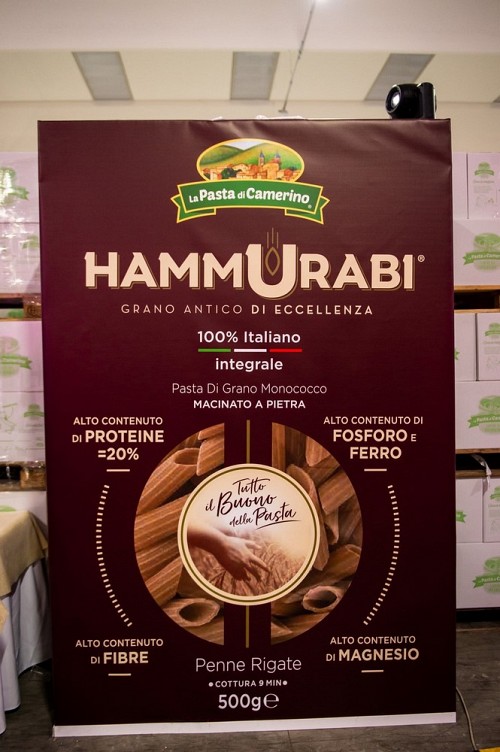 La Pasta di Camerino®
HAMMURABI®
GRANO ANTICO DI ECCELLENZA
100% Italiano
integrale
Pasta Di Grano Monococco
MACINATO A PIETRA
ALTO CONTENUTO
DI PROTEINE
=20%
ALTO CONTENUTO DI
FOSFORO E
FERRO
Tutto
il Buono
della Pasta
ALTO CONTENUTO
DI FIBRE
ALTO CONTENUTO
DI MAGNESIO
Penne Rigate
•COTTURA 9 MIN•
500g℮